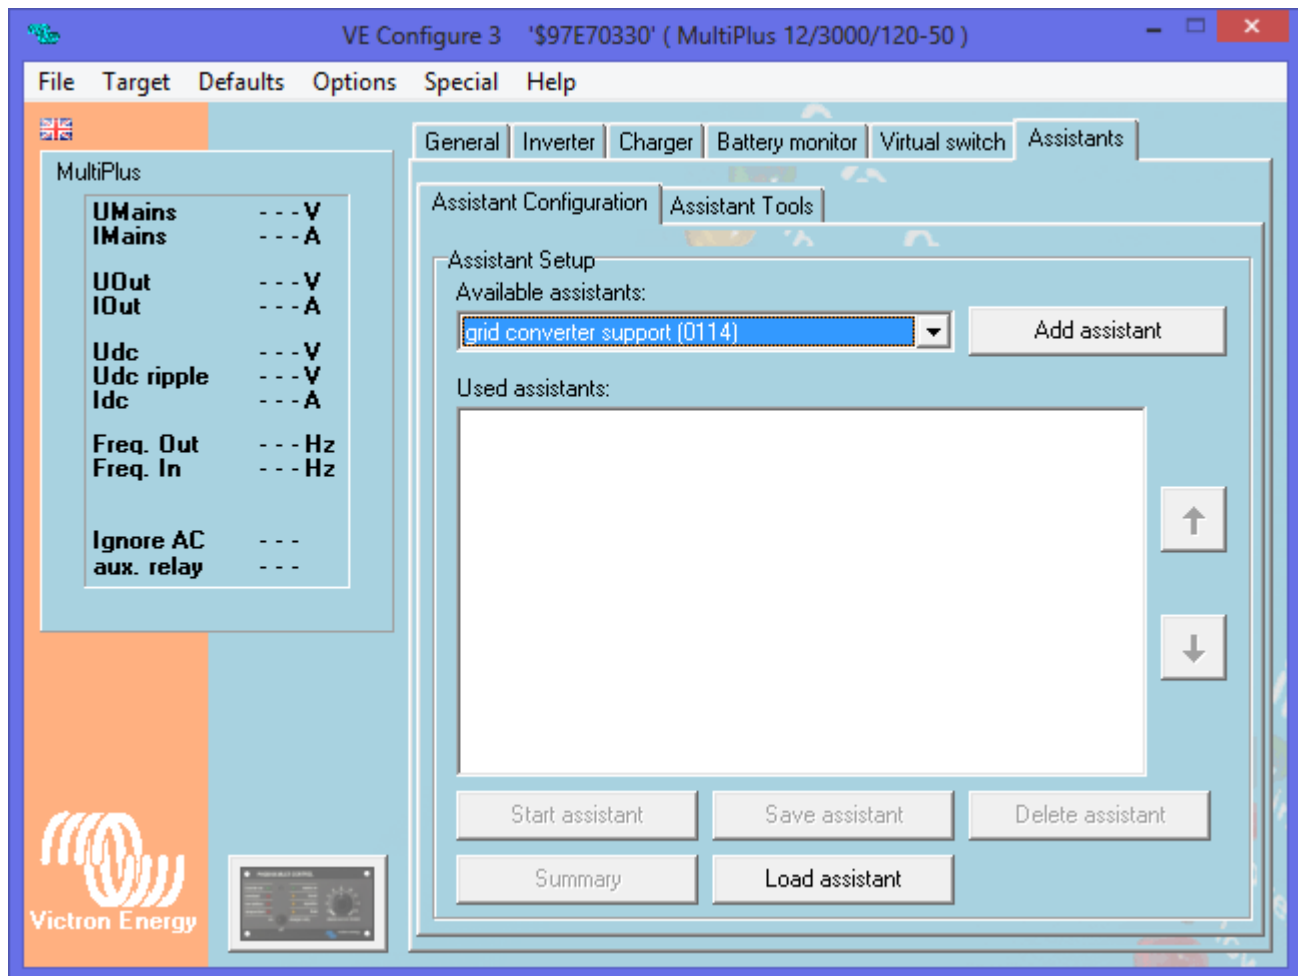 VE Configure 3 '$97E70330' ( MultiPlus 12/3000/120-50 )
File Target Defaults Options Special Help
General Inverter Charger Battery monitor Virtual switch Assistants
MultiPlus
Assistant Configuration Assistant Tools
UMains - - - V
IMains - - - A
UOut - - - V
IOut - - - A
Udc - - - V
Udc ripple - - - V
Idc - - - A
Freq. Out - - - Hz
Freq. In - - - Hz
Ignore AC - - -
aux. relay - - -
Assistant Setup
Available assistants:
grid converter support (0114)
Add assistant
Used assistants:
Start assistant Save assistant Delete assistant
Summary Load assistant
Victron Energy